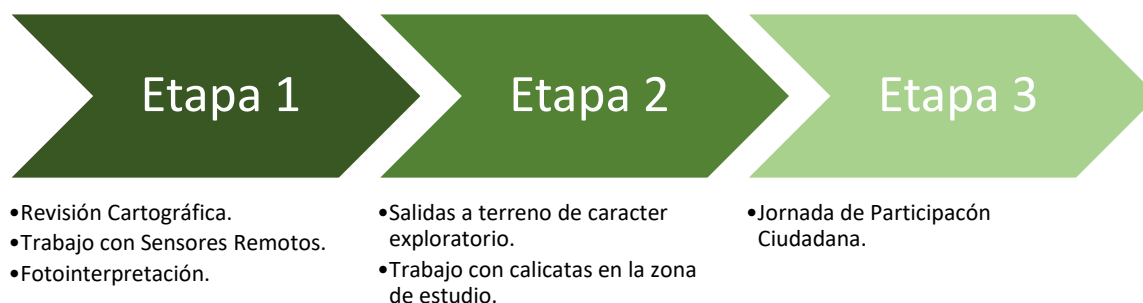 Etapa 1
•Revisión Cartográfica.
•Trabajo con Sensores Remotos.
•Fotointerpretación.
Etapa 2
•Salidas a terreno de caracter
exploratorio.
•Trabajo con calicatas en la zona
de estudio.
Etapa 3
•Jornada de Participacón
Ciudadana.